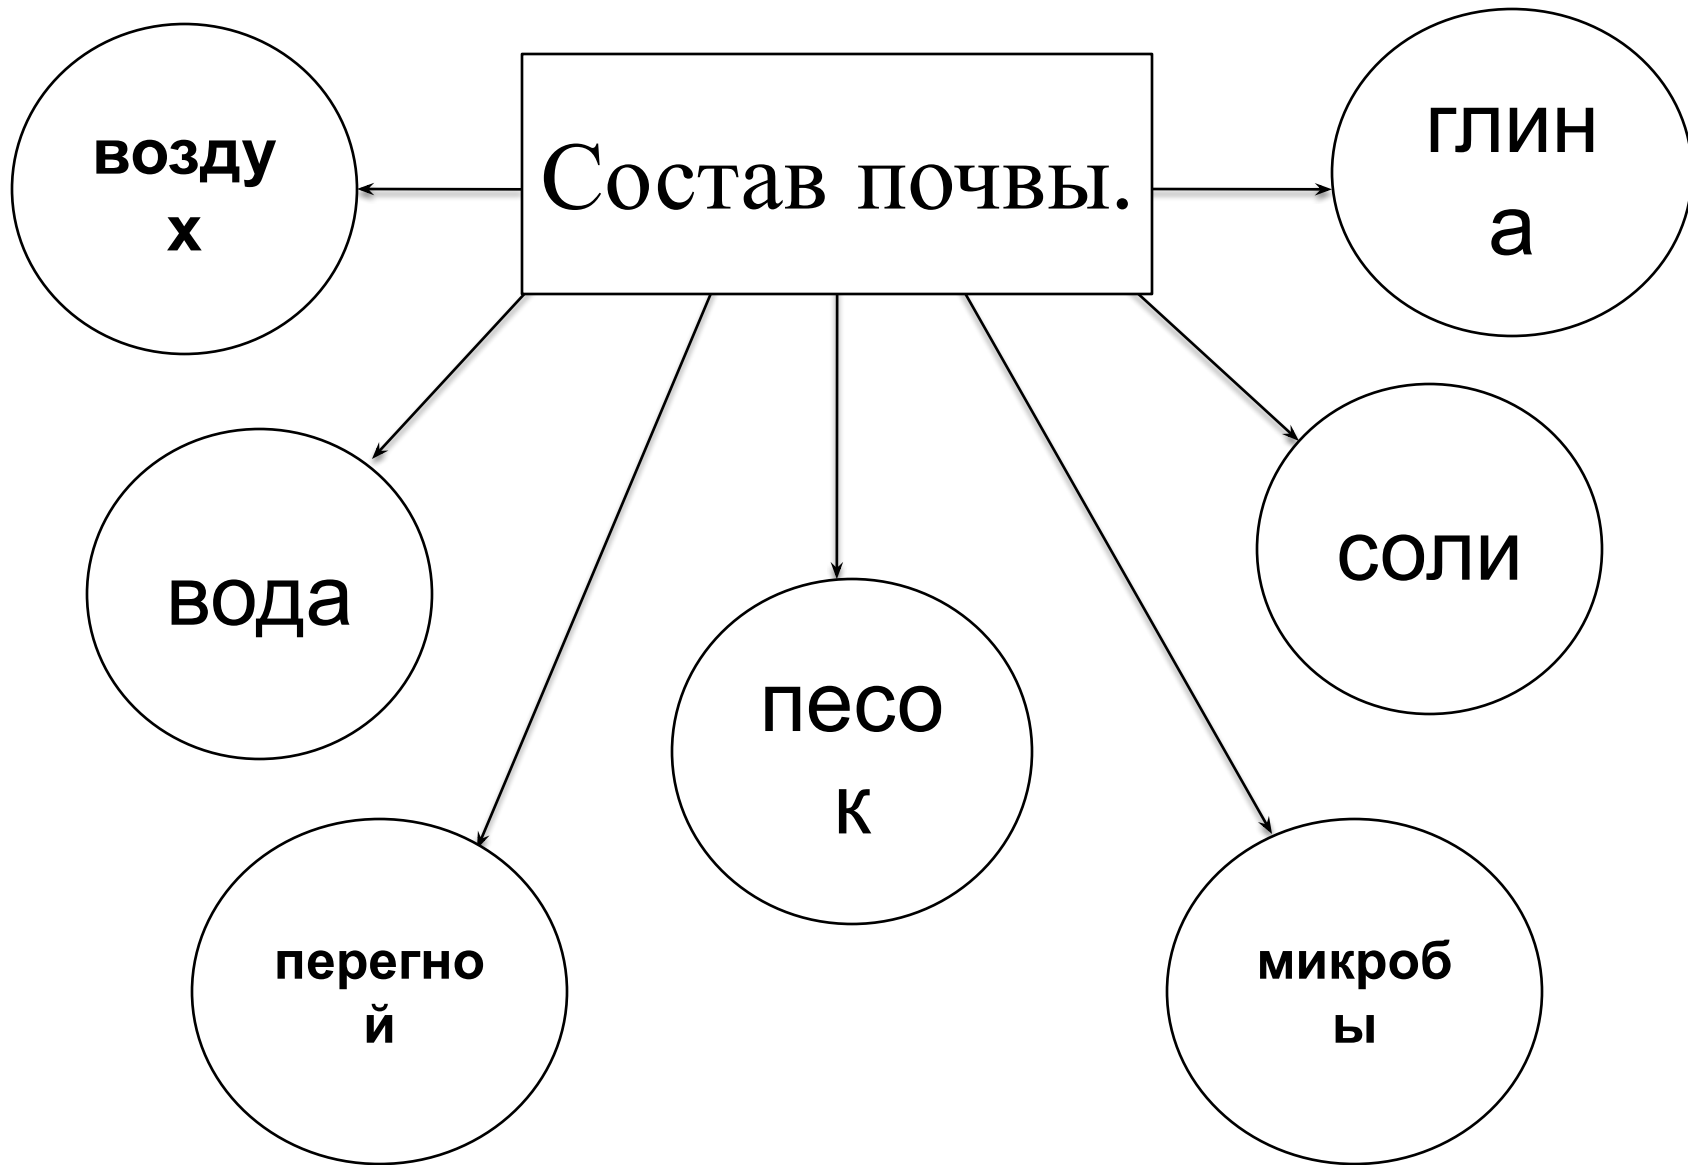 Состав почвы.
возду
х
глин
а
вода
соли
песо
к
перегно
й
микроб
ы